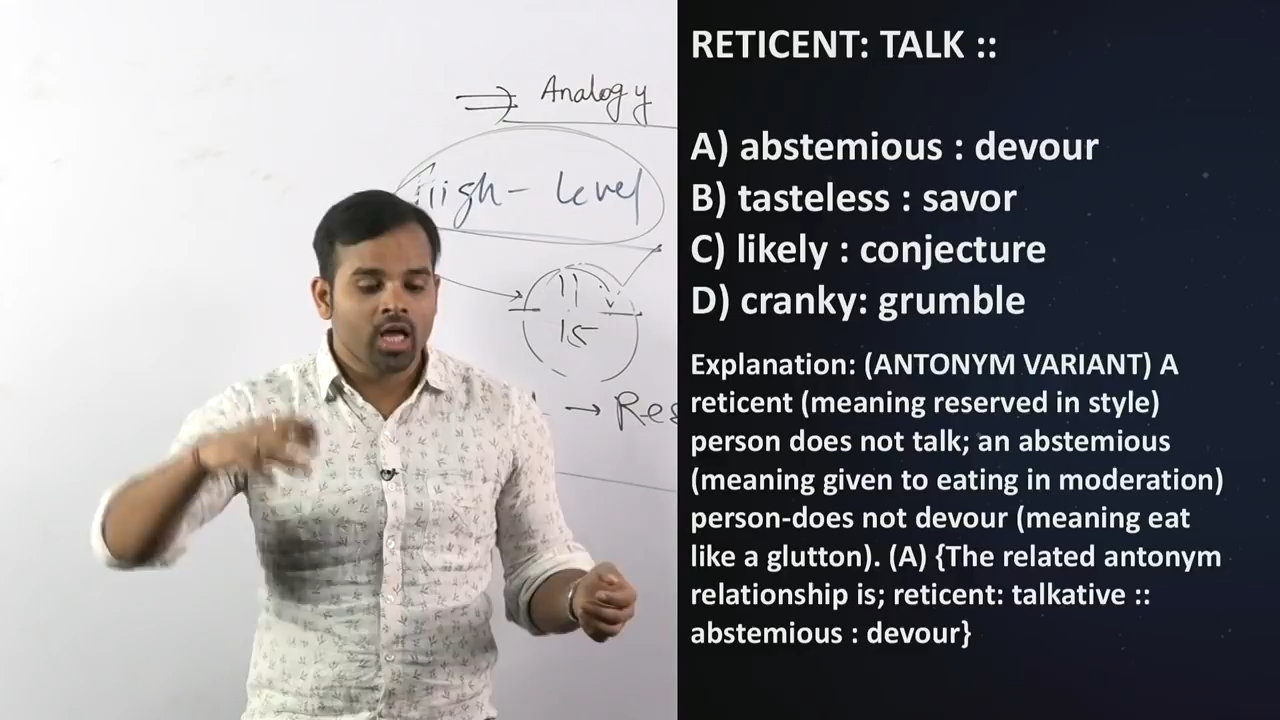 Analogy
High-Level
11
15
→ Res
RETICENT: TALK ::
A) abstemious : devour
B) tasteless : savor
C) likely : conjecture
D) cranky: grumble
Explanation: (ANTONYM VARIANT) A
reticent (meaning reserved in style)
person does not talk; an abstemious
(meaning given to eating in moderation)
person-does not devour (meaning eat
like a glutton). (A) {The related antonym
relationship is; reticent: talkative ::
abstemious : devour}